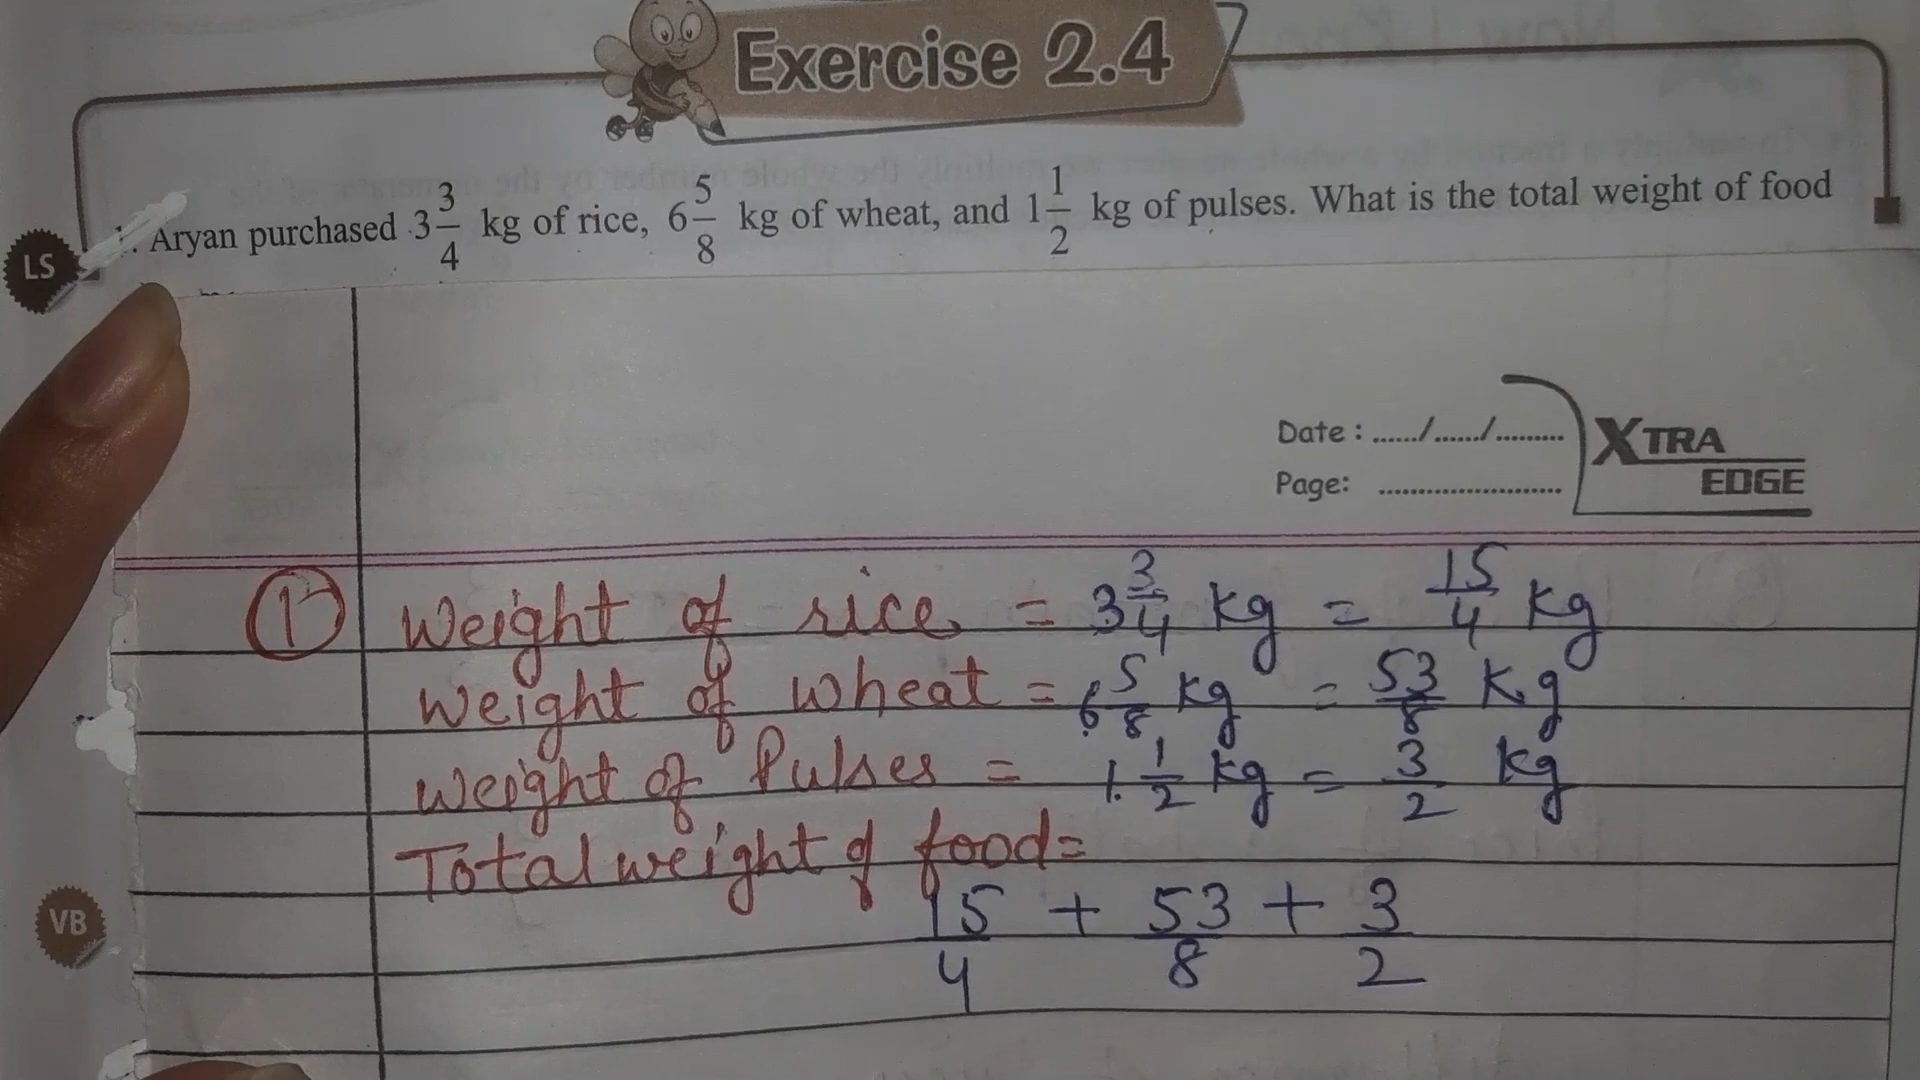 Exercise 2.4
1. Aryan purchased 3 3/4 kg of rice, 6 5/8 kg of wheat, and 1 1/2 kg of pulses. What is the total weight of food
LS
Date : ....../....../.........
XTRA
Page: ........................
EDGE
1 Weight of rice = 3 3/4 kg = 15/4 kg
Weight of wheat = 6 5/8 kg = 53/8 kg
Weight of Pulses = 1 1/2 kg = 3/2 kg
Total weight of food =
VB
15/4 + 53/8 + 3/2